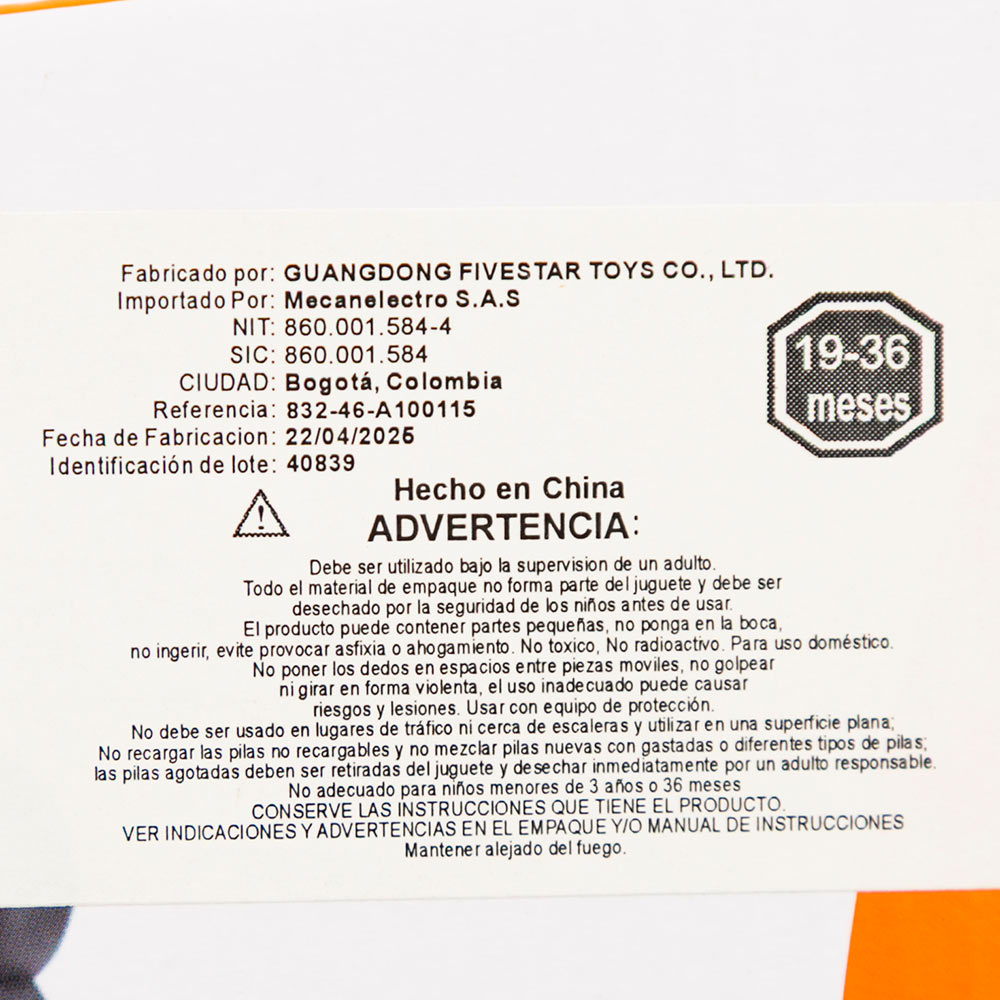 Fabricado por: GUANGDONG FIVESTAR TOYS CO., LTD.
Importado Por: Mecanelectro S.A.S
NIT: 860.001.584-4
SIC: 860.001.584
CIUDAD: Bogotá, Colombia
Referencia: 832-46-A100115
Fecha de Fabricacion: 22/04/2025
Identificación de lote: 40839
19-36
meses
Hecho en China
ADVERTENCIA:
Debe ser utilizado bajo la supervision de un adulto.
Todo el material de empaque no forma parte del juguete y debe ser
desechado por la seguridad de los niños antes de usar.
El producto puede contener partes pequeñas, no ponga en la boca,
no ingerir, evite provocar asfixia o ahogamiento. No toxico, No radioactivo. Para uso doméstico.
No poner los dedos en espacios entre piezas moviles, no golpear
ni girar en forma violenta, el uso inadecuado puede causar
riesgos y lesiones. Usar con equipo de protección.
No debe ser usado en lugares de tráfico ni cerca de escaleras y utilizar en una superficie plana;
No recargar las pilas no recargables y no mezclar pilas nuevas con gastadas o diferentes tipos de pilas;
las pilas agotadas deben ser retiradas del juguete y desechar inmediatamente por un adulto responsable.
No adecuado para niños menores de 3 años o 36 meses
CONSERVE LAS INSTRUCCIONES QUE TIENE EL PRODUCTO.
VER INDICACIONES Y ADVERTENCIAS EN EL EMPAQUE Y/O MANUAL DE INSTRUCCIONES
Mantener alejado del fuego.